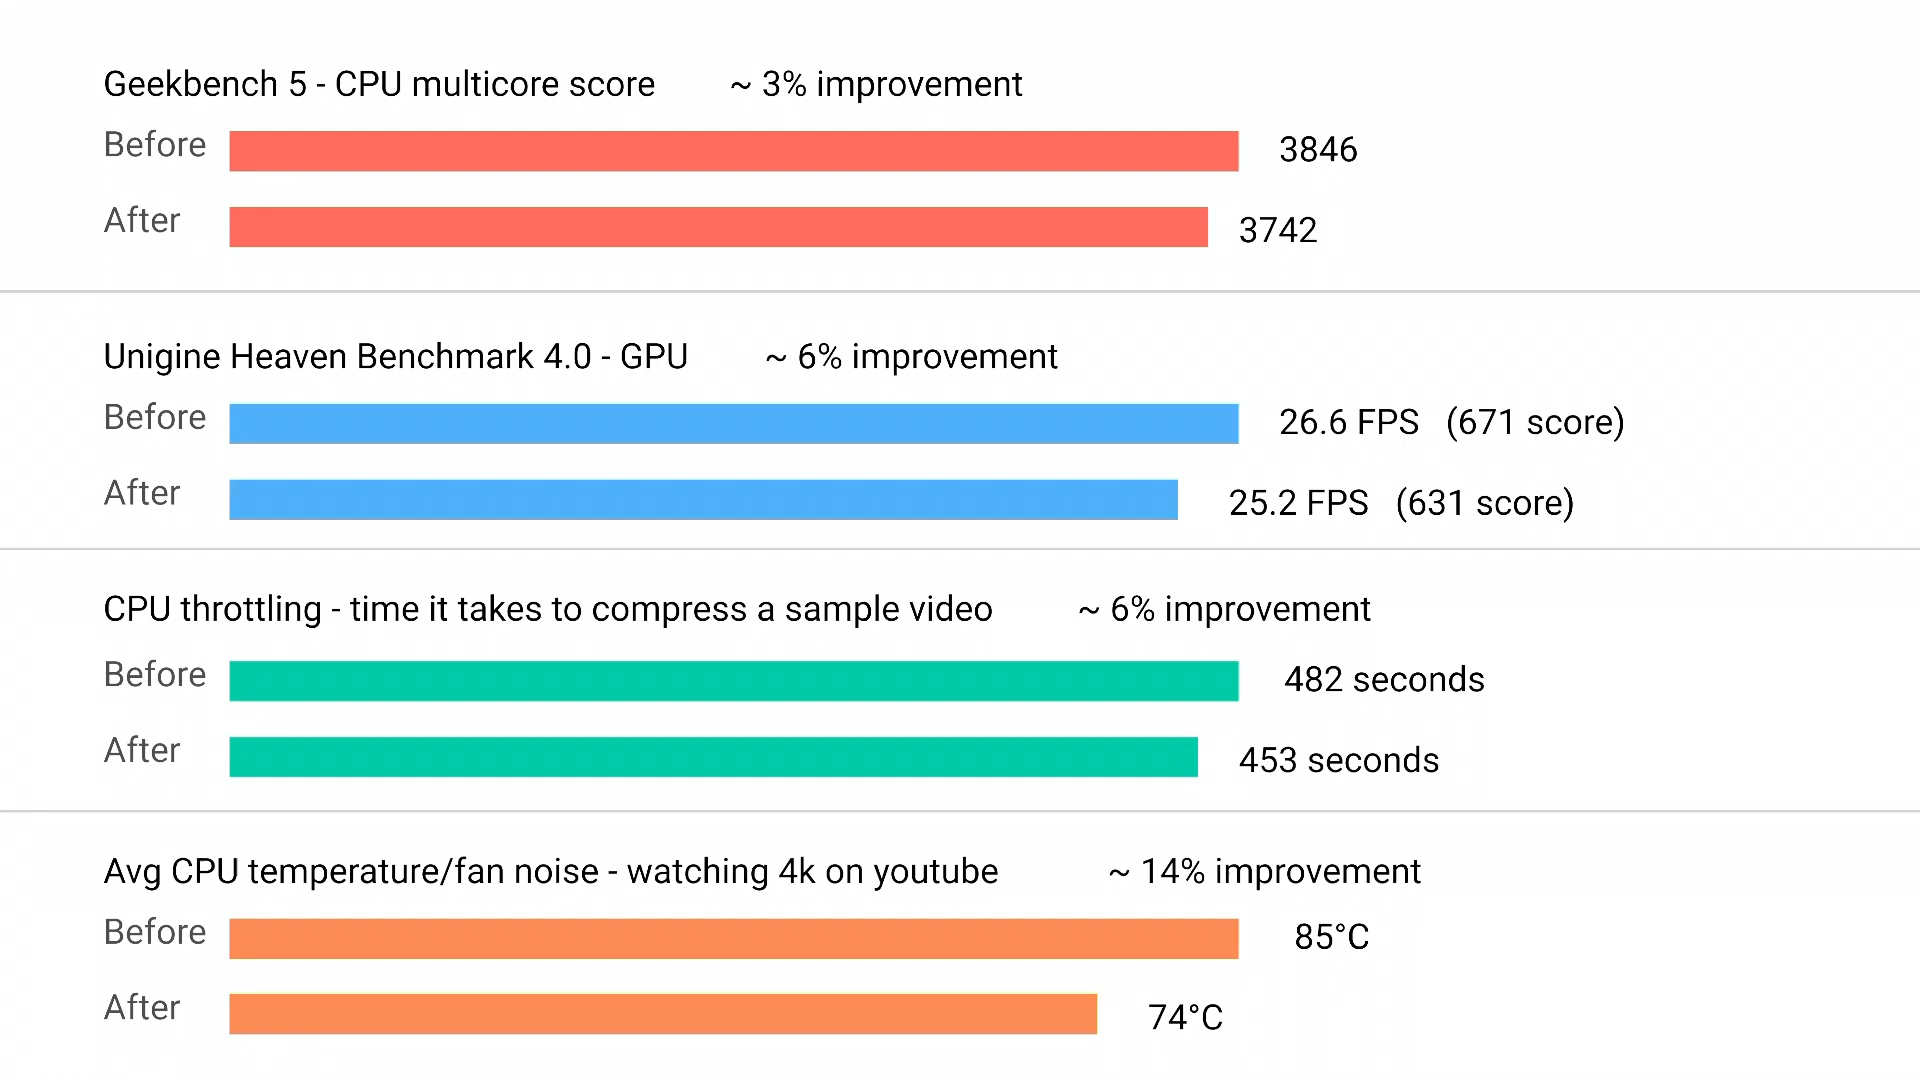 Geekbench 5 - CPU multicore score ~ 3% improvement
Before 3846
After 3742
Unigine Heaven Benchmark 4.0 - GPU ~ 6% improvement
Before 26.6 FPS (671 score)
After 25.2 FPS (631 score)
CPU throttling - time it takes to compress a sample video ~ 6% improvement
Before 482 seconds
After 453 seconds
Avg CPU temperature/fan noise - watching 4k on youtube ~ 14% improvement
Before 85°C
After 74°C